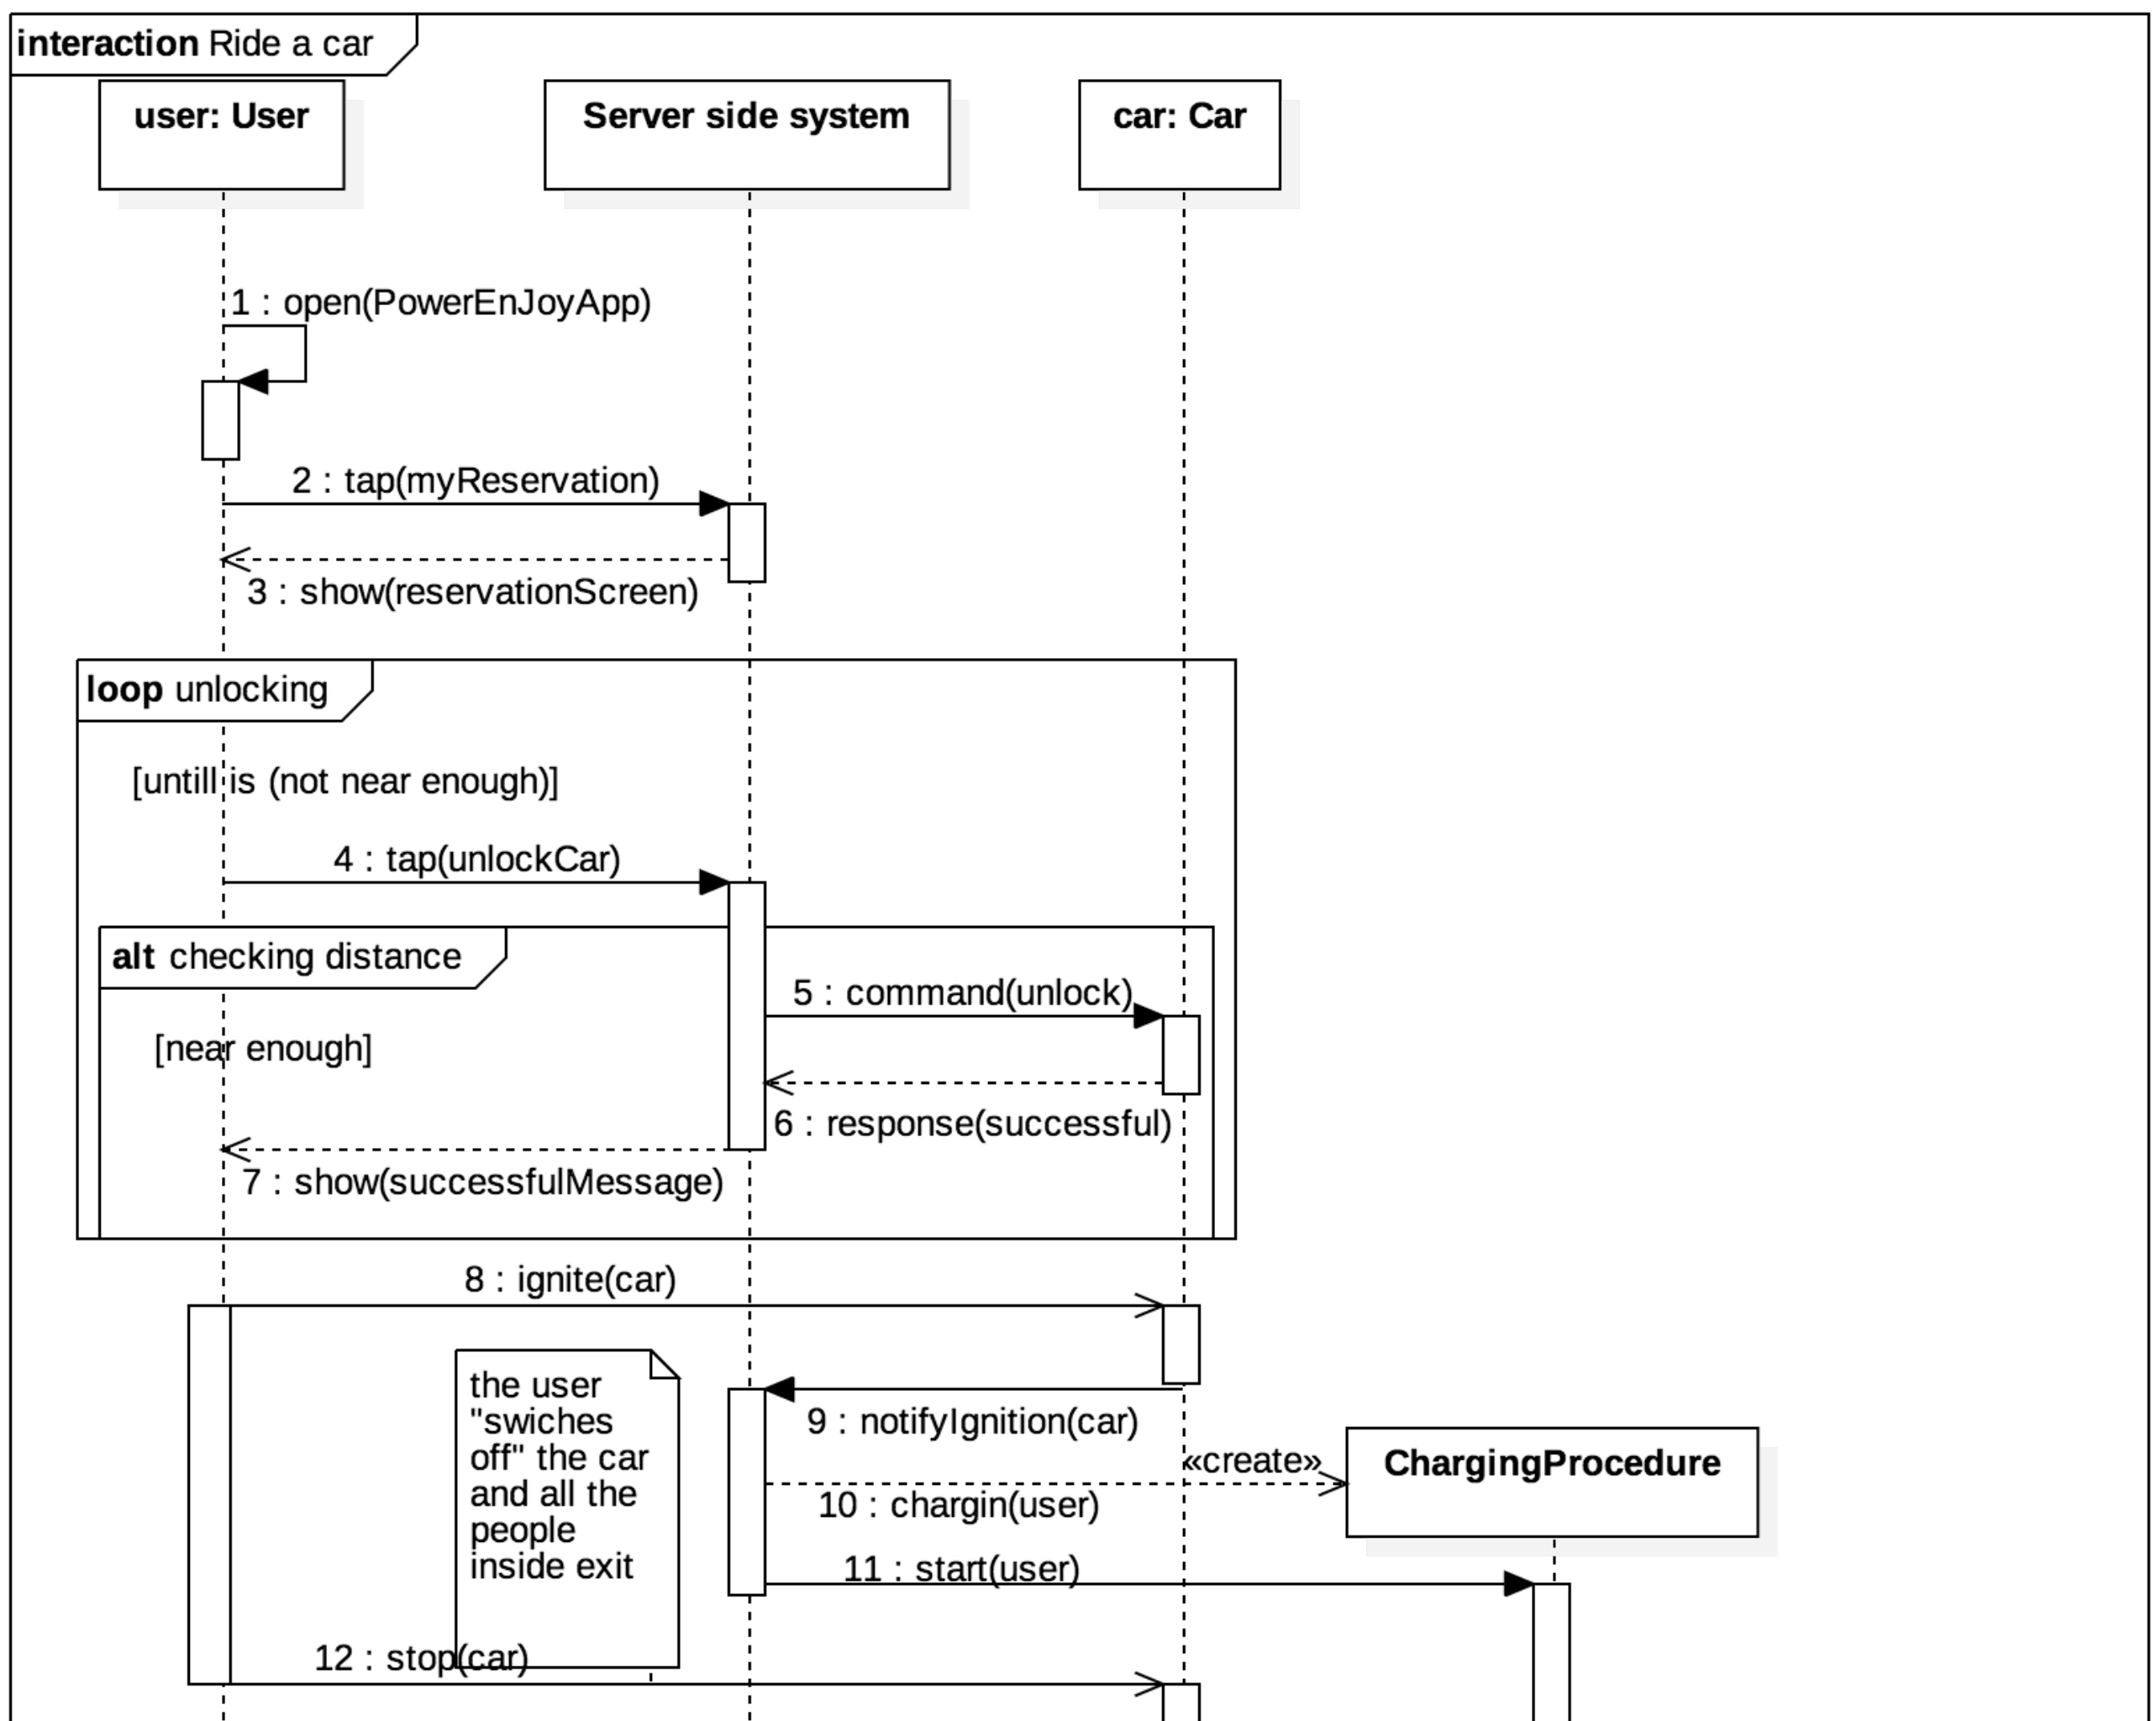 interaction Ride a car
user: User
Server side system
car: Car
1 : open(PowerEnJoyApp)
2 : tap(myReservation)
3 : show(reservationScreen)
loop unlocking
[untill is (not near enough)]
4 : tap(unlockCar)
alt checking distance
5 : command(unlock)
[near enough]
6 : response(successful)
7 : show(successfulMessage)
8 : ignite(car)
the user
"swiches
off" the car
and all the
people
inside exit
9 : notifyIgnition(car)
«create»
ChargingProcedure
10 : chargin(user)
11 : start(user)
12 : stop(car)